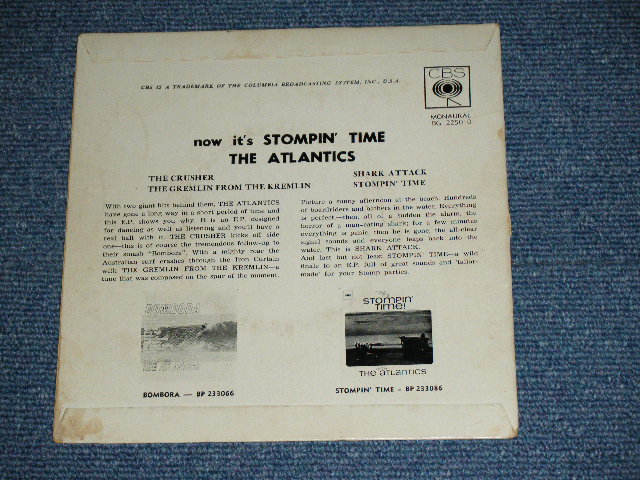 CBS IS A TRADEMARK OF THE COLUMBIA BROADCASTING SYSTEM, INC., U.S.A.
CBS
MONAURAL
BG 2250
now it's STOMPIN' TIME
THE ATLANTICS
THE CRUSHER
THE GREMLIN FROM THE KREMLIN
SHARK ATTACK
STOMPIN' TIME
With two giant hits behind them, THE ATLANTICS
have gone a long way in a short period of time and
this E.P. shows you why. It is an E.P. designed
for dancing as well as listening and you'll have a
real ball with it. THE CRUSHER kicks off side
one—this is of course the tremendous follow-up to
their smash "Bombora". With a mighty roar the
Australian surf crashes through the Iron Curtain
with THE GREMLIN FROM THE KREMLIN—a
tune that was composed on the spur of the moment.
Picture a sunny afternoon at the beach. Hundreds
of boardriders and bathers in the water. Everything
is perfect—then, all of a sudden the alarm, the
horror of a man-eating shark; for a few minutes
everything is panic then he is gone, the all-clear
signal sounds and everyone leaps back into the
water. This is SHARK ATTACK.
And last but not least STOMPIN' TIME—a wild
finale to an E.P. full of great sounds and 'tailor-
made' for your Stomp parties.
BOMBORA
THE ATLANTICS
BOMBORA — BP 233066
stompin'
time!
the atlantics
STOMPIN' TIME - BP 233086